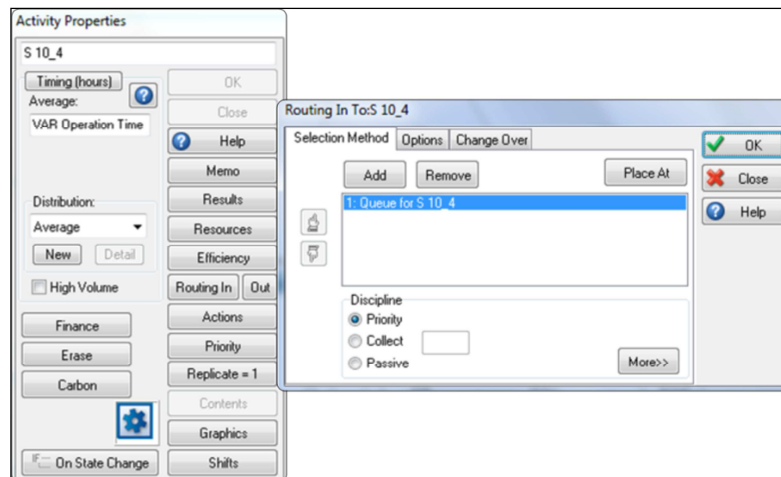 Activity Properties
S 10_4
Timing (hours)
Average:
VAR Operation Time
Distribution:
Average
New
Detail
High Volume
Finance
Erase
Carbon
IF
On State Change
OK
Close
Help
Memo
Results
Resources
Efficiency
Routing In
Out
Actions
Priority
Replicate = 1
Contents
Graphics
Shifts
Routing In To:S 10_4
Selection Method
Options
Change Over
Add
Remove
Place At
1: Queue for S 10_4
Discipline
Priority
Collect
Passive
More>>
OK
Close
Help